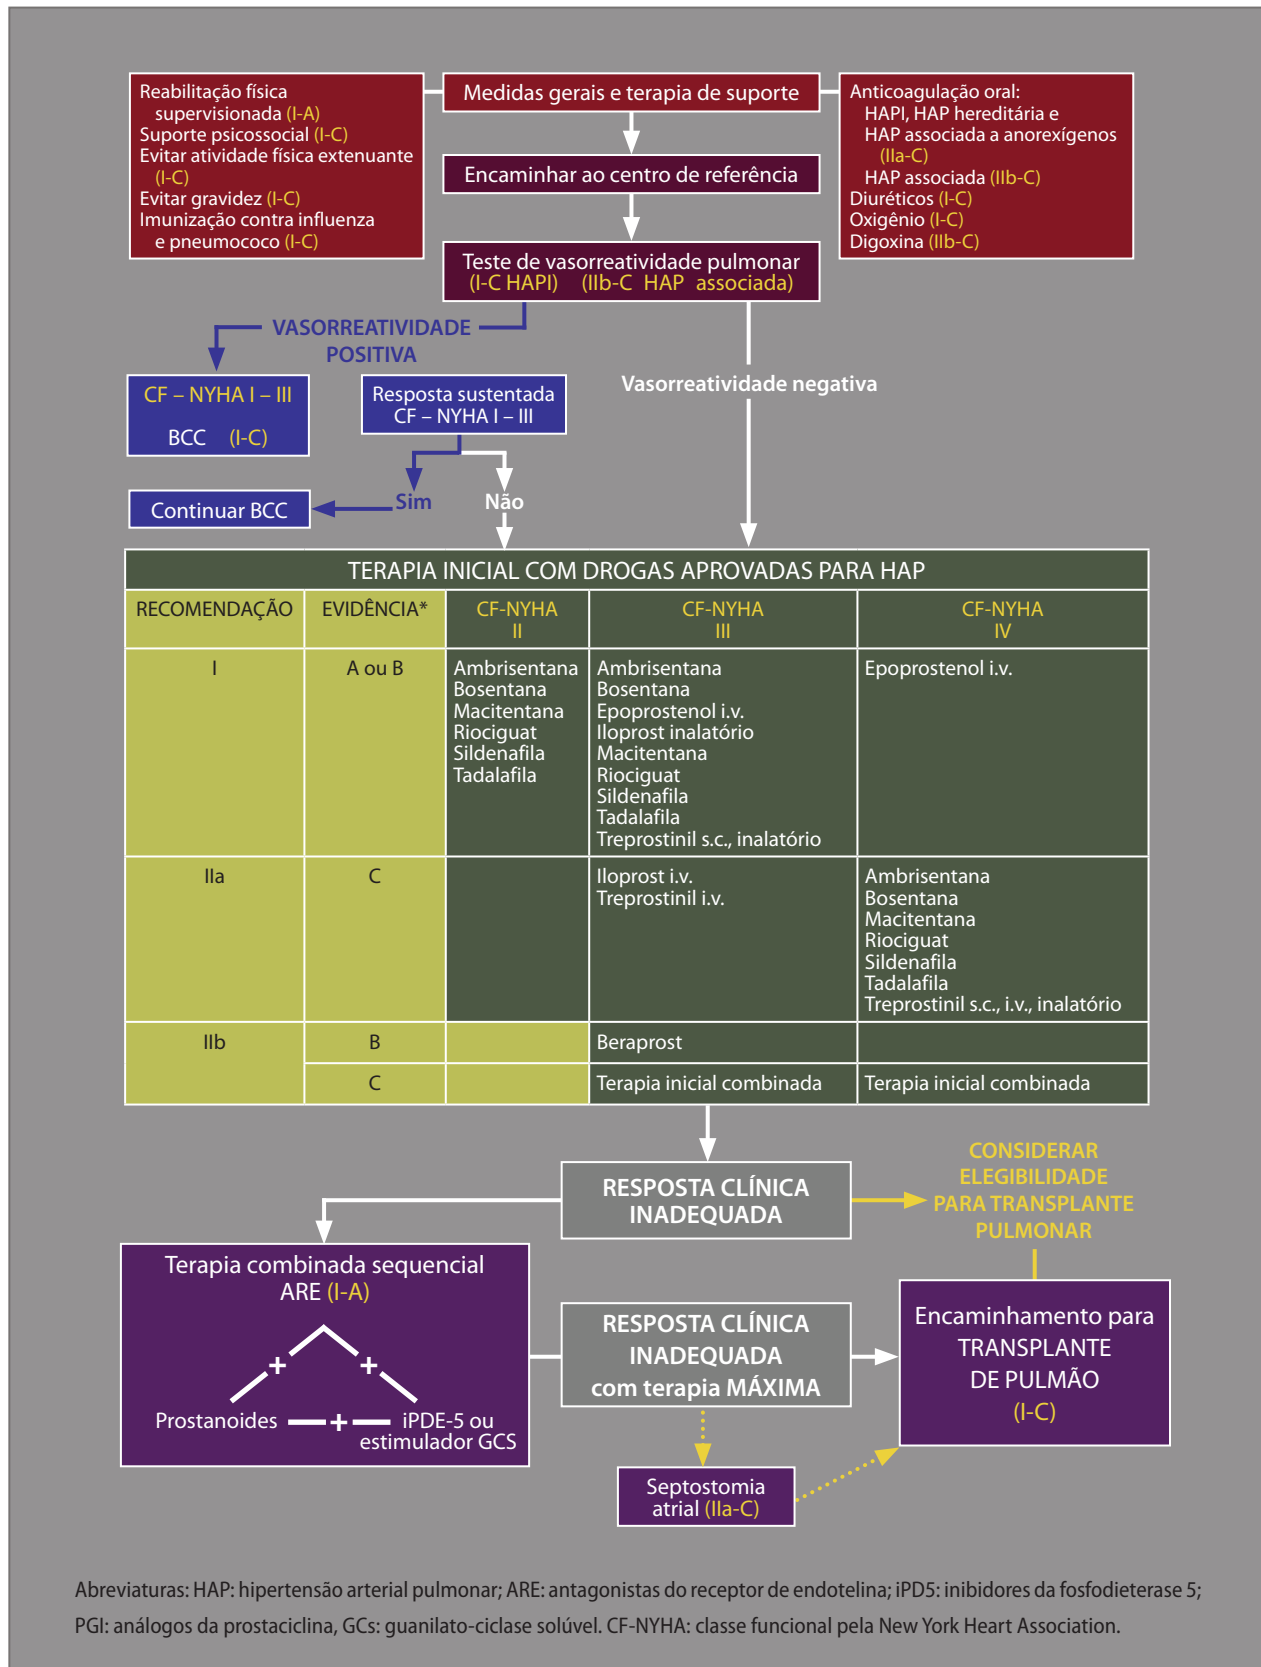 Reabilitação física
supervisionada (I-A)
Suporte psicossocial (I-C)
Evitar atividade física extenuante
(I-C)
Evitar gravidez (I-C)
Imunização contra influenza
e pneumococo (I-C)
Medidas gerais e terapia de suporte
Anticoagulação oral:
HAPI, HAP hereditária e
HAP associada a anorexígenos
(IIa-C)
HAP associada (IIb-C)
Diuréticos (I-C)
Oxigênio (I-C)
Digoxina (IIb-C)
Encaminhar ao centro de referência
Teste de vasorreatividade pulmonar
(I-C HAPI) (IIb-C HAP associada)
VASORREATIVIDADE
POSITIVA
Vasorreatividade negativa
CF – NYHA I – III
BCC (I-C)
Resposta sustentada
CF – NYHA I – III
Sim
Não
Continuar BCC
TERAPIA INICIAL COM DROGAS APROVADAS PARA HAP
RECOMENDAÇÃO
EVIDÊNCIA*
CF-NYHA
II
CF-NYHA
III
CF-NYHA
IV
I
A ou B
Ambrisentana
Bosentana
Macitentana
Riociguat
Sildenafila
Tadalafila
Ambrisentana
Bosentana
Epoprostenol i.v.
Iloprost inalatório
Macitentana
Riociguat
Sildenafila
Tadalafila
Treprostinil s.c., inalatório
Epoprostenol i.v.
IIa
C
Iloprost i.v.
Treprostinil i.v.
Ambrisentana
Bosentana
Macitentana
Riociguat
Sildenafila
Tadalafila
Treprostinil s.c., i.v., inalatório
IIb
B
Beraprost
C
Terapia inicial combinada
Terapia inicial combinada
RESPOSTA CLÍNICA
INADEQUADA
CONSIDERAR
ELEGIBILIDADE
PARA TRANSPLANTE
PULMONAR
Terapia combinada sequencial
ARE (I-A)
+ +
Prostanoides + iPDE-5 ou
estimulador GCS
RESPOSTA CLÍNICA
INADEQUADA
com terapia MÁXIMA
Encaminhamento para
TRANSPLANTE
DE PULMÃO
(I-C)
Septostomia
atrial (IIa-C)
Abreviaturas: HAP: hipertensão arterial pulmonar; ARE: antagonistas do receptor de endotelina; iPD5: inibidores da fosfodieterase 5;
PGI: análogos da prostaciclina, GCs: guanilato-ciclase solúvel. CF-NYHA: classe funcional pela New York Heart Association.